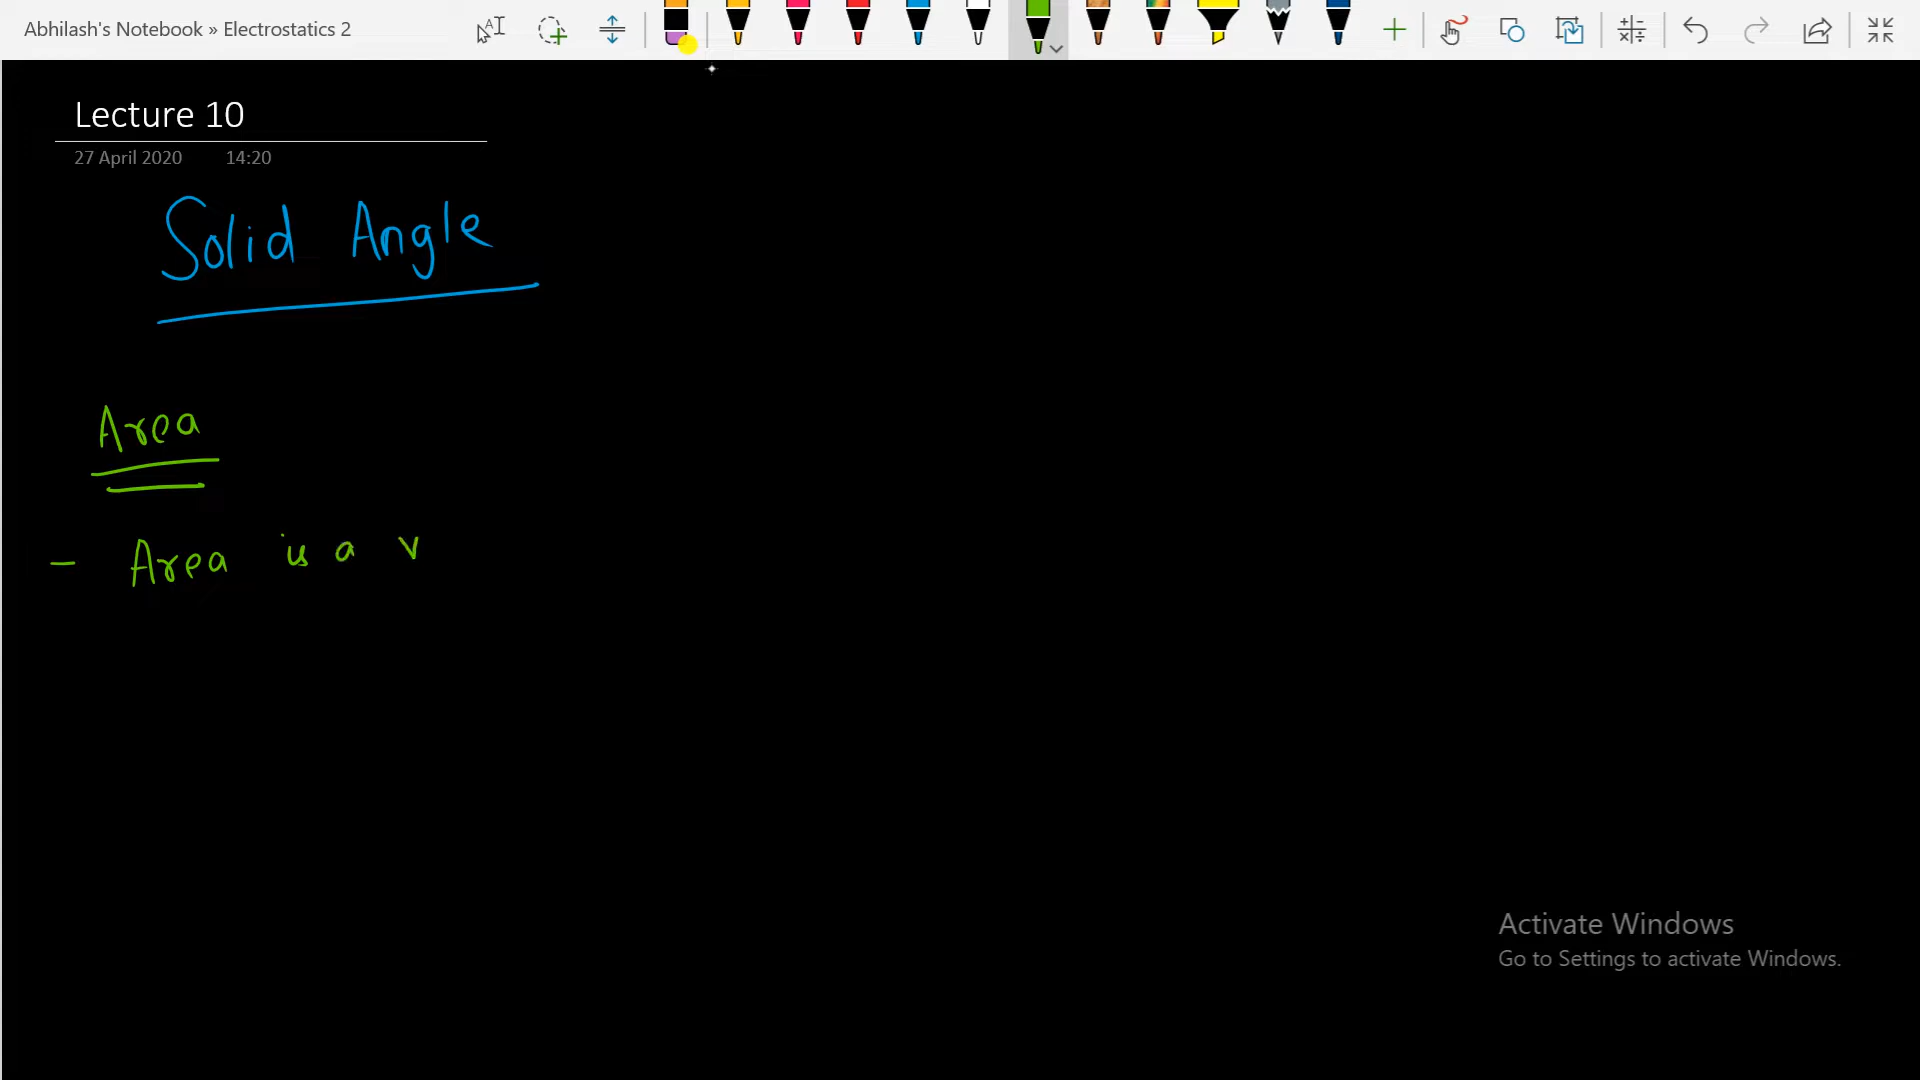 Abhilash's Notebook » Electrostatics 2
Lecture 10
27 April 2020 14:20
Solid Angle
Area
- Area is a v
Activate Windows
Go to Settings to activate Windows.